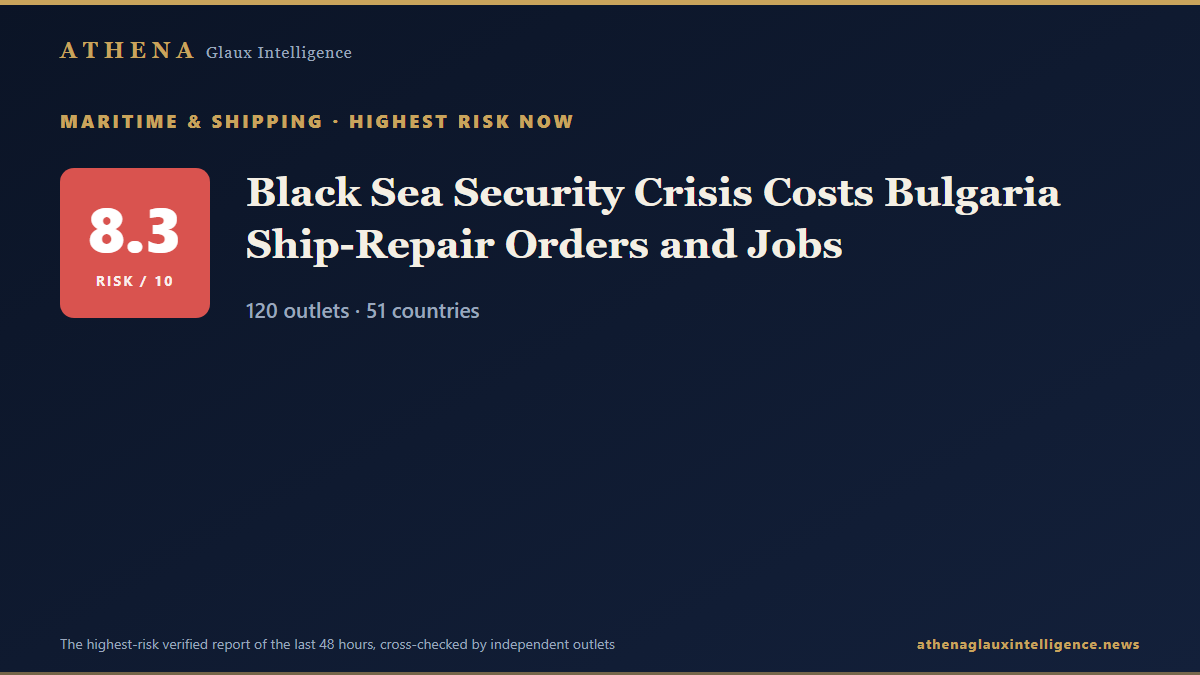 ATHENA Glaux Intelligence
MARITIME & SHIPPING · HIGHEST RISK NOW
8.3
RISK / 10
Black Sea Security Crisis Costs Bulgaria
Ship-Repair Orders and Jobs
120 outlets · 51 countries
The highest-risk verified report of the last 48 hours, cross-checked by independent outlets
athenaglauxintelligence.news